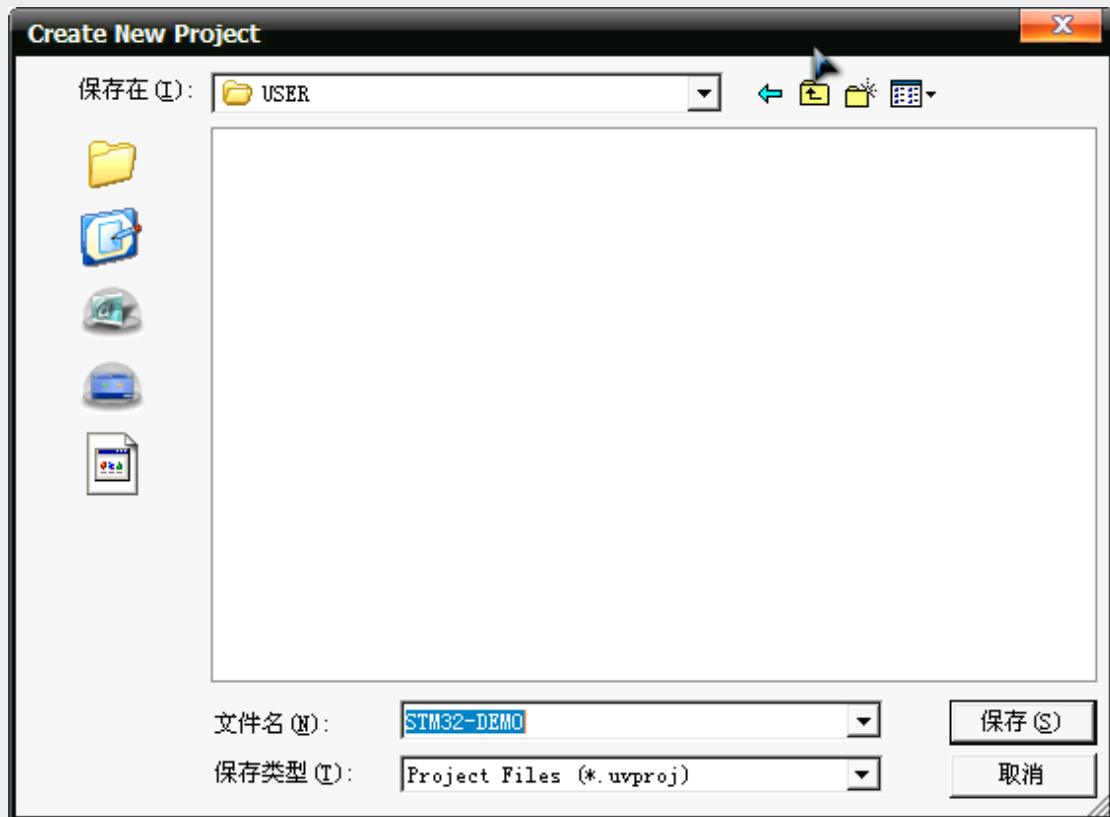 Create New Project
保存在(I):
USER
文件名(N):
STM32-DEMO
保存(S)
保存类型(T):
Project Files (*.uvproj)
取消